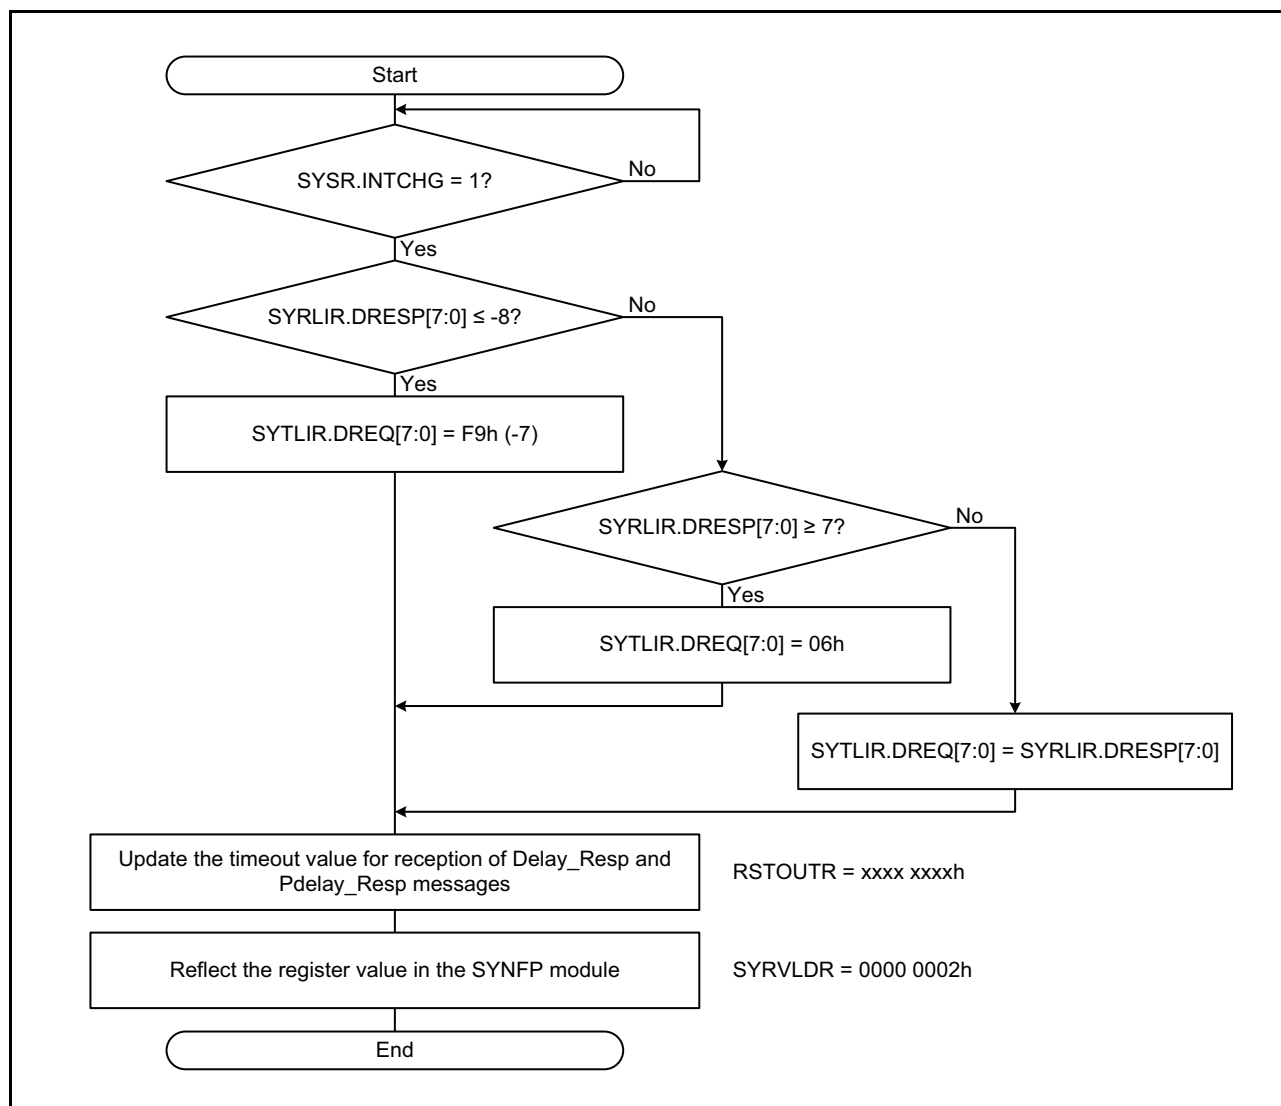 Start
SYSR.INTCHG = 1?
No
Yes
SYRLIR.DRESP[7:0] ≤ -8?
No
Yes
SYTLIR.DREQ[7:0] = F9h (-7)
SYRLIR.DRESP[7:0] ≥ 7?
No
Yes
SYTLIR.DREQ[7:0] = 06h
SYTLIR.DREQ[7:0] = SYRLIR.DRESP[7:0]
Update the timeout value for reception of Delay_Resp and
Pdelay_Resp messages
RSTOUTR = xxxx xxxxh
Reflect the register value in the SYNFP module
SYRVLDR = 0000 0002h
End